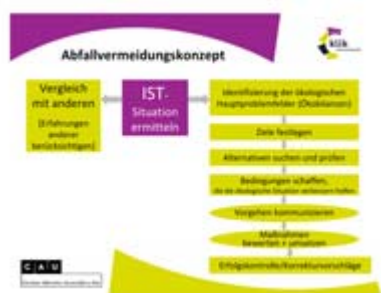 klik
Abfallvermeidungskonzept
Vergleich
mit anderen
(Erfahrungen
anderer
berücksichtigen)
IST-
Situation
ermitteln
Identifizierung der ökologischen
Hauptproblemfelder (Ökobilanzen)
Ziele festlegen
Alternativen suchen und prüfen
Bedingungen schaffen,
die die ökologische Situation verbessern helfen
Vorgehen kommunizieren
Maßnahmen
bewerten + umsetzen
Erfolgskontrolle/Korrekturvorschläge
CAU